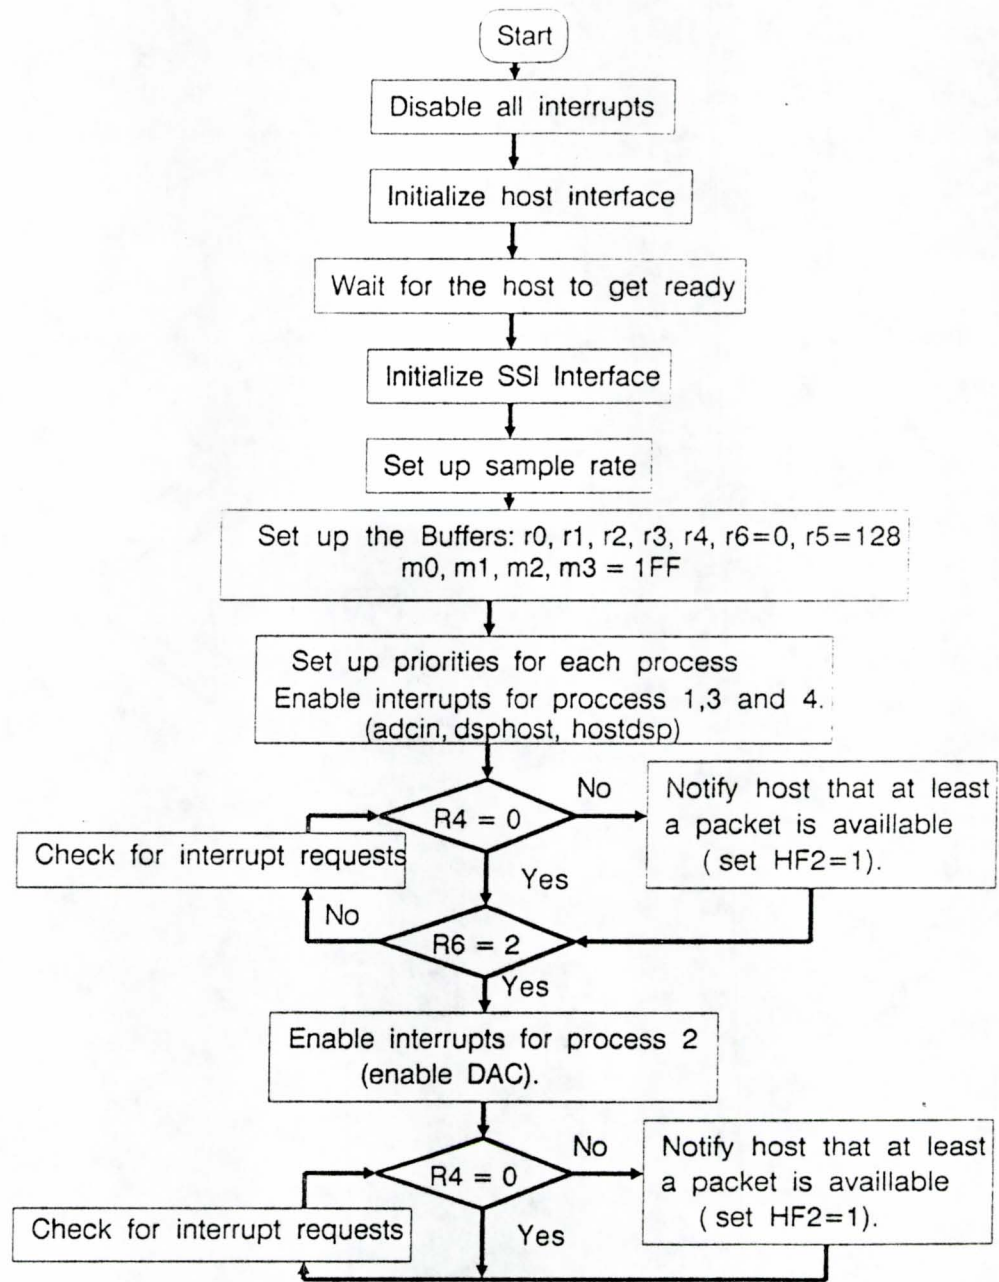 Start
Disable all interrupts
Initialize host interface
Wait for the host to get ready
Initialize SSI Interface
Set up sample rate
Set up the Buffers: r0, r1, r2, r3, r4, r6=0, r5=128
m0, m1, m2, m3 = 1FF
Set up priorities for each process
Enable interrupts for proccess 1,3 and 4.
(adcin, dsphost, hostdsp)
R4 = 0
No
Notify host that at least
a packet is availlable
( set HF2=1).
Check for interrupt requests
Yes
No
R6 = 2
Yes
Enable interrupts for process 2
(enable DAC).
R4 = 0
No
Notify host that at least
a packet is availlable
( set HF2=1).
Check for interrupt requests
Yes